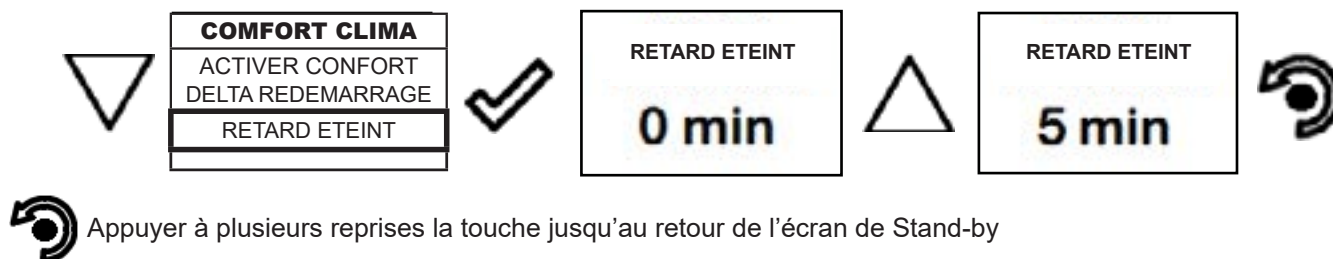 COMFORT CLIMA
ACTIVER CONFORT
DELTA REDEMARRAGE
RETARD ETEINT
RETARD ETEINT
0 min
RETARD ETEINT
5 min
Appuyer à plusieurs reprises la touche jusqu'au retour de l’écran de Stand-by